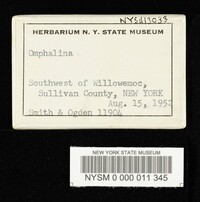 NYSd13038
HERBARIUM N. Y. STATE MUSEUM
Omphalina
Southwest of Willowemoc,
Sullivan County, NEW YORK
Aug. 15, 1952
Smith & Ogden 11904
NEW YORK STATE MUSEUM
NYSM 0 000 011 345